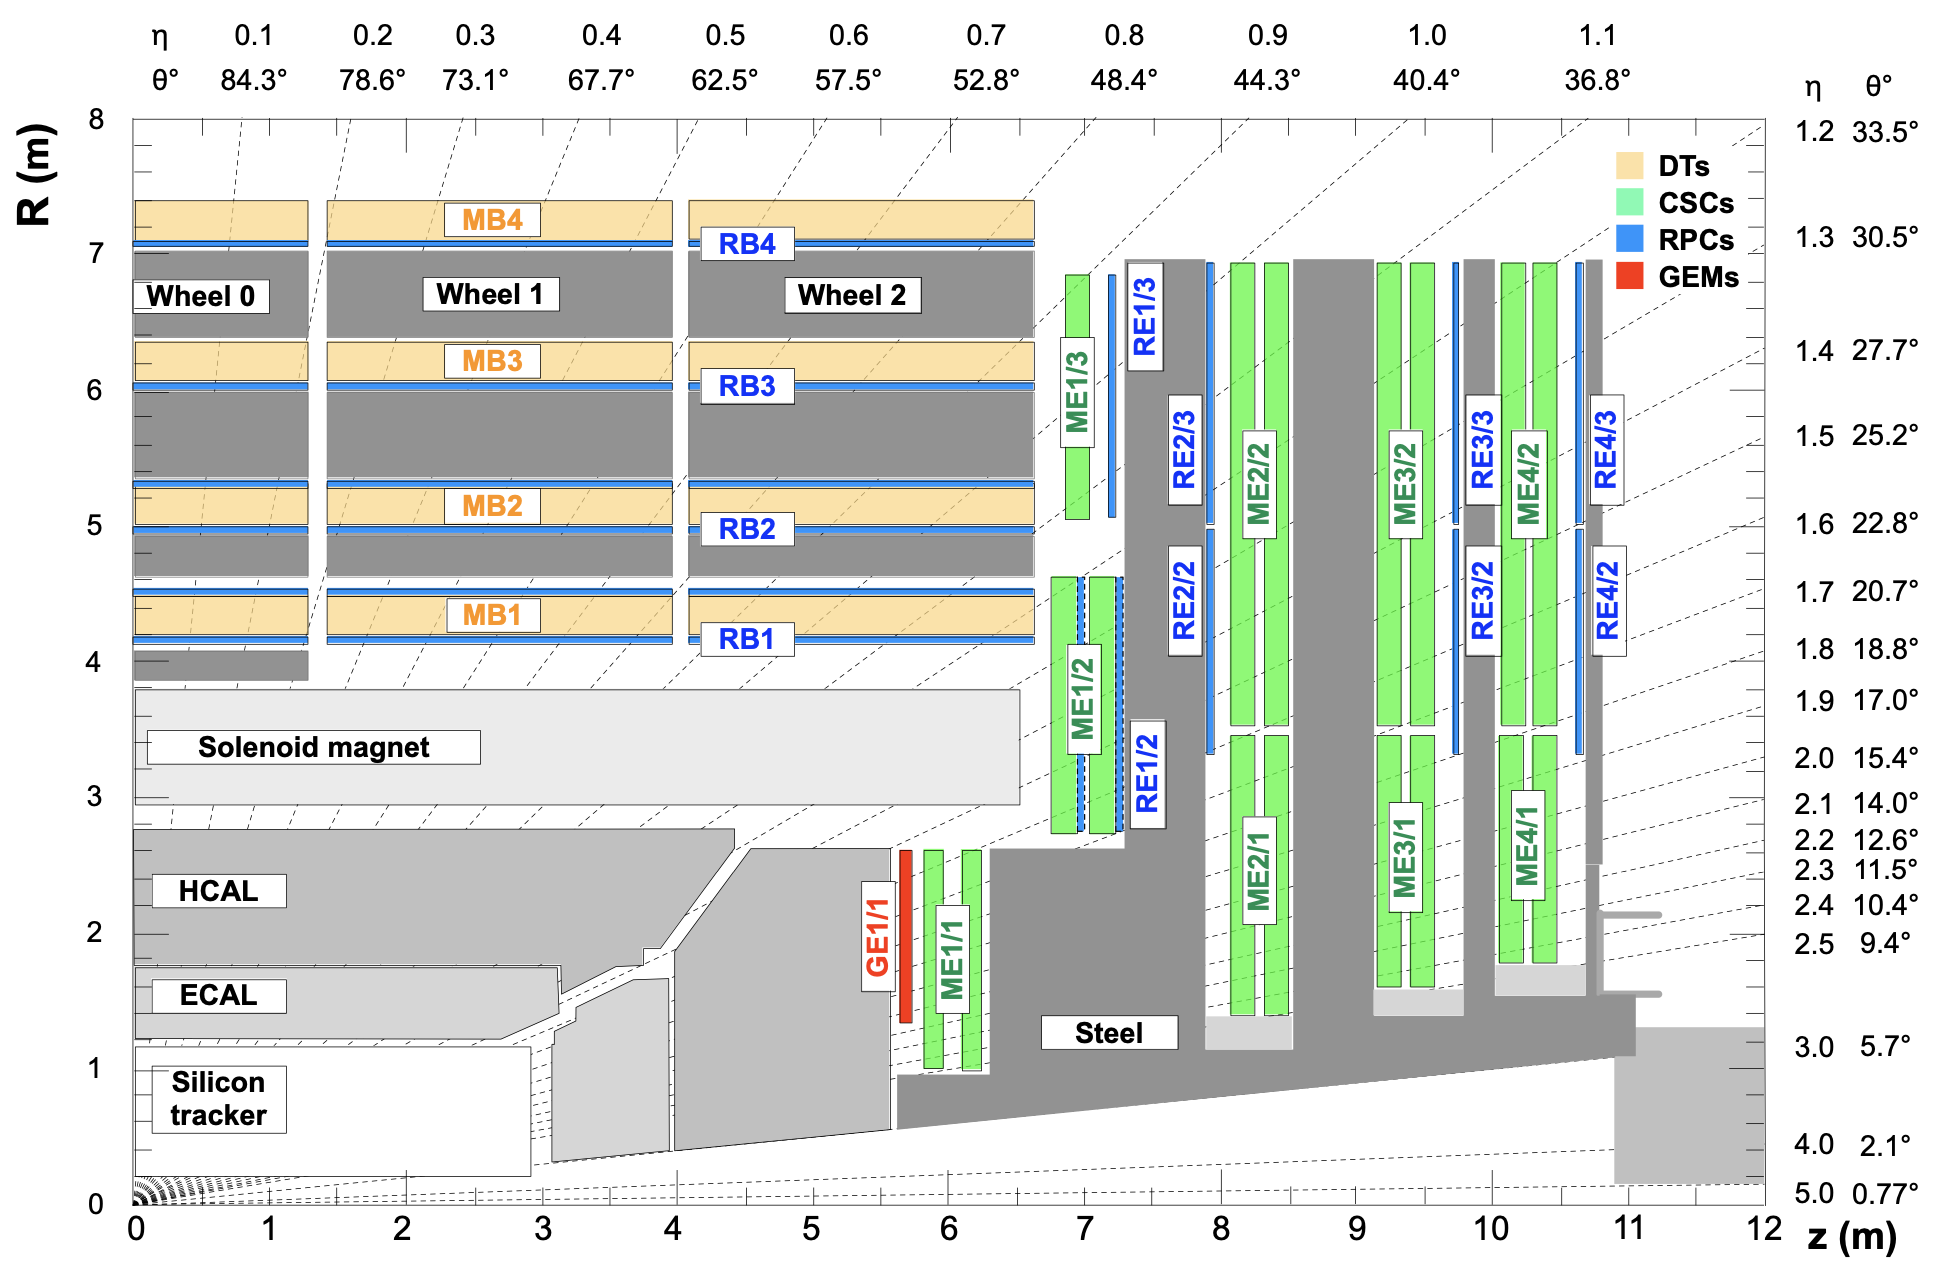 η 0.1 0.2 0.3 0.4 0.5 0.6 0.7 0.8 0.9 1.0 1.1
θ° 84.3° 78.6° 73.1° 67.7° 62.5° 57.5° 52.8° 48.4° 44.3° 40.4° 36.8°
η θ°
1.2 33.5°
1.3 30.5°
1.4 27.7°
1.5 25.2°
1.6 22.8°
1.7 20.7°
1.8 18.8°
1.9 17.0°
2.0 15.4°
2.1 14.0°
2.2 12.6°
2.3 11.5°
2.4 10.4°
2.5 9.4°
3.0 5.7°
4.0 2.1°
5.0 0.77°
R (m)
8
7
6
5
4
3
2
1
0
DTs
CSCs
RPCs
GEMs
MB4
RB4
Wheel 0
Wheel 1
Wheel 2
MB3
RB3
MB2
RB2
MB1
RB1
Solenoid magnet
HCAL
ECAL
Silicon
tracker
Steel
GE1/1
ME1/1
ME1/2
ME1/3
RE1/3
RE1/2
RE2/3
RE2/2
ME2/2
ME2/1
ME3/2
ME3/1
RE3/3
RE3/2
ME4/2
ME4/1
RE4/3
RE4/2
0 1 2 3 4 5 6 7 8 9 10 11 12
z (m)